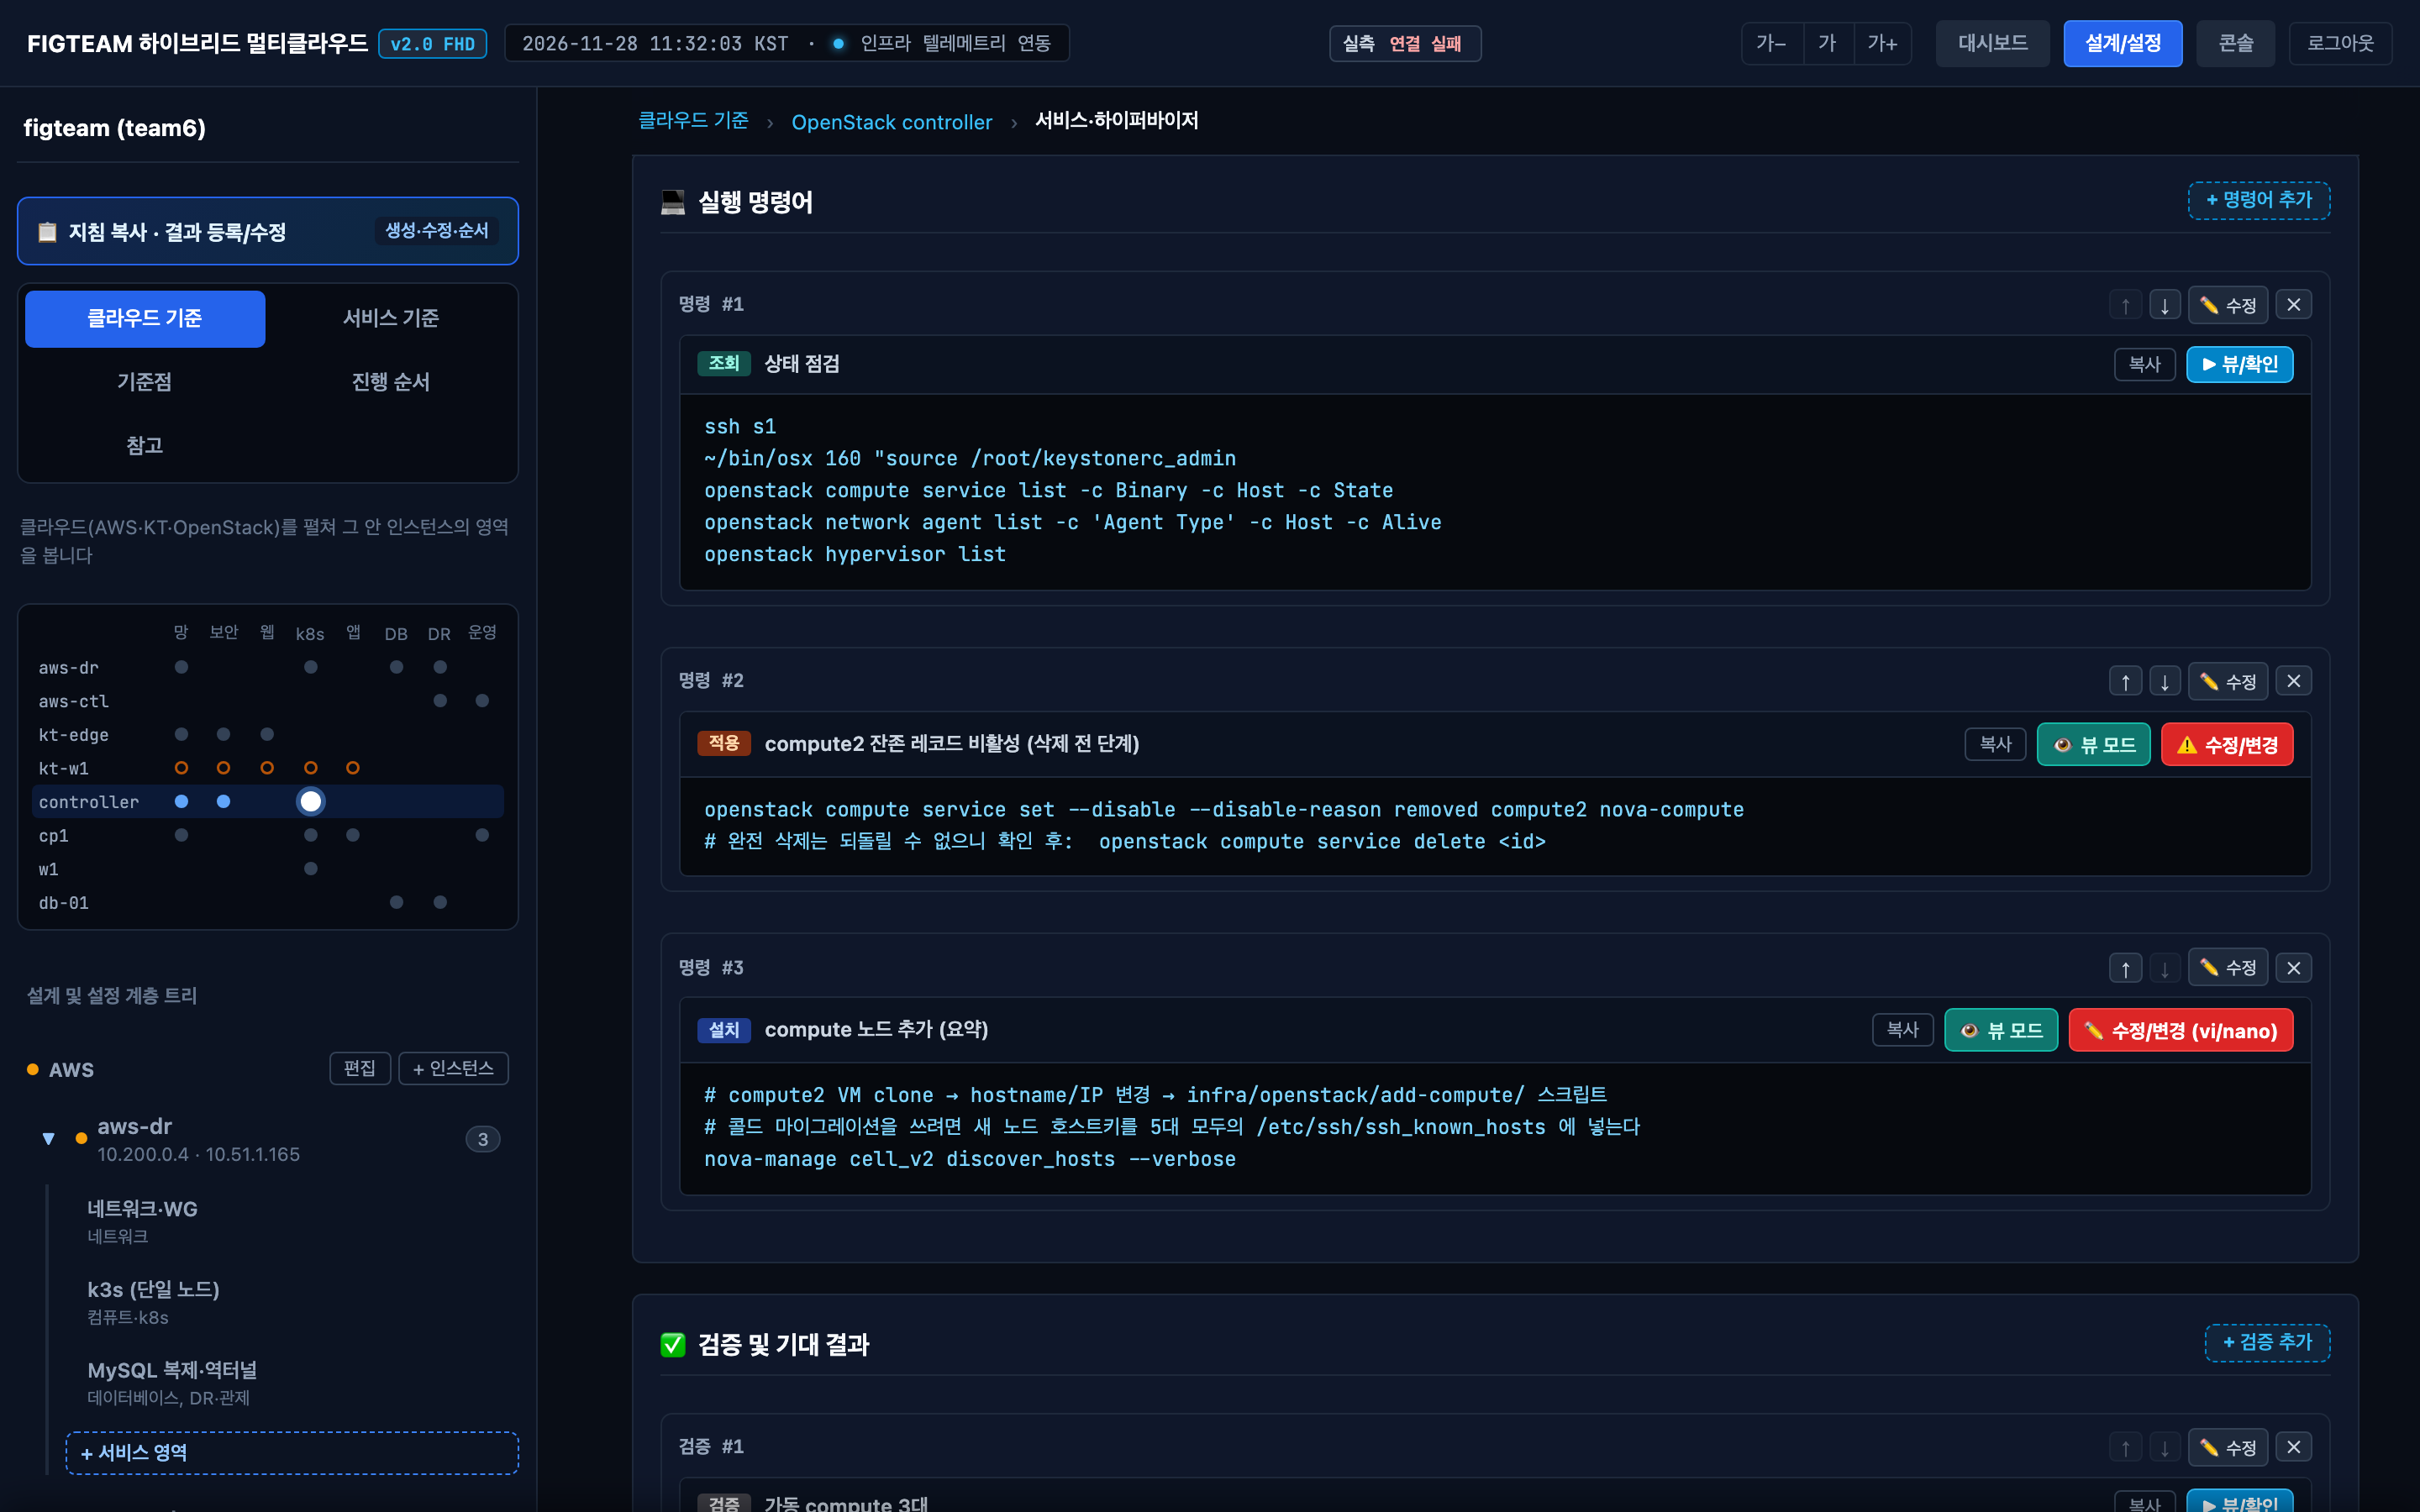 FIGTEAM 하이브리드 멀티클라우드 v2.0 FHD 2026-11-28 11:32:03 KST · 인프라 텔레메트리 연동 실측 연결 실패 가− 가 가+ 대시보드 설계/설정 콘솔 로그아웃
figteam (team6)
지침 복사 · 결과 등록/수정 생성·수정·순서
클라우드 기준 서비스 기준
기준점 진행 순서
참고
클라우드(AWS·KT·OpenStack)를 펼쳐 그 안 인스턴스의 영역
을 봅니다
망 보안 웹 k8s 앱 DB DR 운영
aws-dr
aws-ctl
kt-edge
kt-w1
controller
cp1
w1
db-01
설계 및 설정 계층 트리
AWS 편집 + 인스턴스
aws-dr
10.200.0.4 · 10.51.1.165
3
네트워크·WG
네트워크
k3s (단일 노드)
컴퓨트·k8s
MySQL 복제·역터널
데이터베이스, DR·관제
+ 서비스 영역
클라우드 기준 › OpenStack controller › 서비스·하이퍼바이저
실행 명령어 + 명령어 추가
명령 #1 ↑ ↓ 수정 ✕
조회 상태 점검 복사 ▶ 뷰/확인
ssh s1
~/bin/osx 160 "source /root/keystonerc_admin
openstack compute service list -c Binary -c Host -c State
openstack network agent list -c 'Agent Type' -c Host -c Alive
openstack hypervisor list
명령 #2 ↑ ↓ 수정 ✕
적용 compute2 잔존 레코드 비활성 (삭제 전 단계) 복사 뷰 모드 수정/변경
openstack compute service set --disable --disable-reason removed compute2 nova-compute
# 완전 삭제는 되돌릴 수 없으니 확인 후: openstack compute service delete <id>
명령 #3 ↑ ↓ 수정 ✕
설치 compute 노드 추가 (요약) 복사 뷰 모드 수정/변경 (vi/nano)
# compute2 VM clone → hostname/IP 변경 → infra/openstack/add-compute/ 스크립트
# 콜드 마이그레이션을 쓰려면 새 노드 호스트키를 5대 모두의 /etc/ssh/ssh_known_hosts 에 넣는다
nova-manage cell_v2 discover_hosts --verbose
검증 및 기대 결과 + 검증 추가
검증 #1 ↑ ↓ 수정 ✕
검증 가동 compute 3대 복사 ▶ 뷰/확인